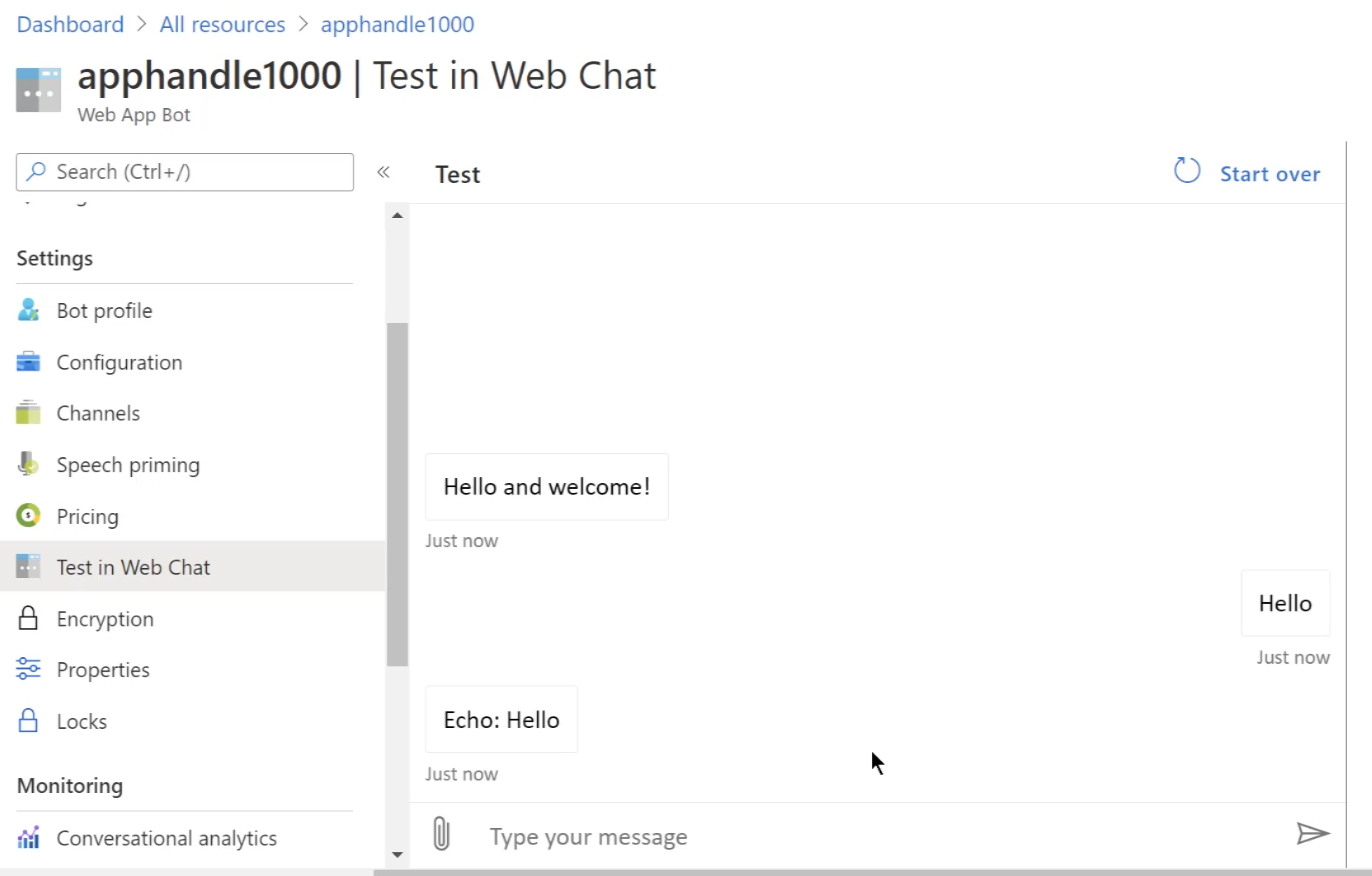 Dashboard > All resources > apphandle1000
apphandle1000 | Test in Web Chat
Web App Bot
Search (Ctrl+/)
«
Test
Start over
Settings
Bot profile
Configuration
Channels
Speech priming
Pricing
Test in Web Chat
Encryption
Properties
Locks
Monitoring
Conversational analytics
Hello and welcome!
Just now
Hello
Just now
Echo: Hello
Just now
Type your message